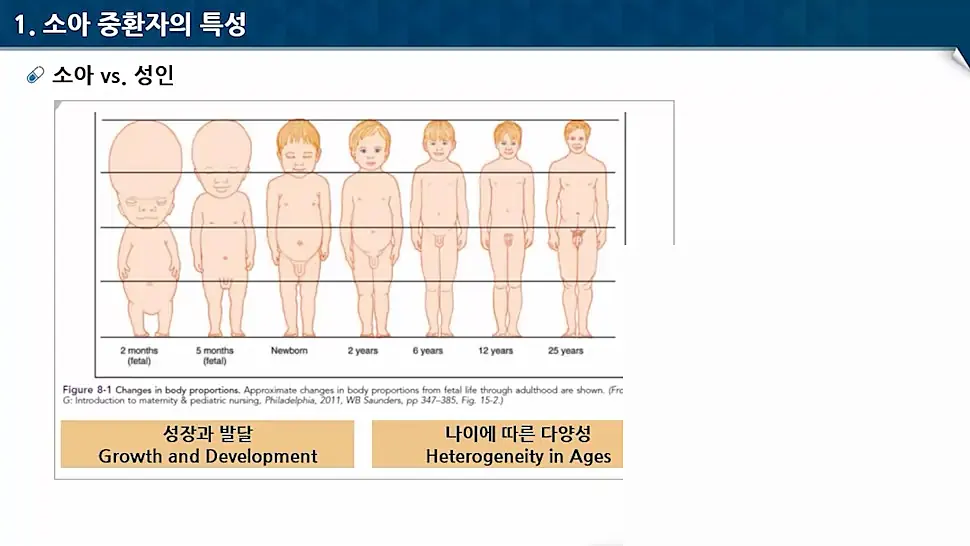 1. 소아 중환자의 특성
소아 vs. 성인
2 months
(fetal)
5 months
(fetal)
Newborn
2 years
6 years
12 years
25 years
Figure 8-1 Changes in body proportions. Approximate changes in body proportions from fetal life through adulthood are shown. (Fro
G: Introduction to maternity & pediatric nursing, Philadelphia, 2011, WB Saunders, pp 347–385, Fig. 15-2.)
성장과 발달
Growth and Development
나이에 따른 다양성
Heterogeneity in Ages